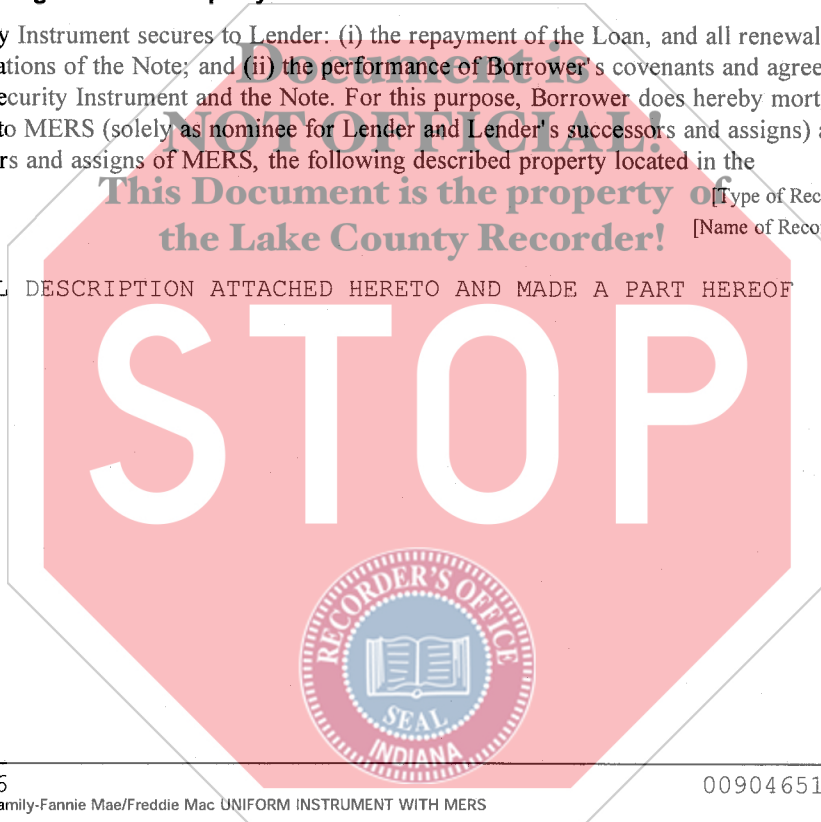 y Instrument secures to Lender: (i) the repayment of the Loan, and all renewal
ations of the Note; and (ii) the performance of Borrower's covenants and agree
ecurity Instrument and the Note. For this purpose, Borrower does hereby mort
to MERS (solely as nominee for Lender and Lender's successors and assigns) a
rs and assigns of MERS, the following described property located in the
[Type of Rec
[Name of Reco
Document is
NOT OFFICIAL!
This Document is the property of
the Lake County Recorder!
L DESCRIPTION ATTACHED HERETO AND MADE A PART HEREOF
STOP
RECORDER'S OFFICE
SEAL
INDIANA
6
00904651
amily-Fannie Mae/Freddie Mac UNIFORM INSTRUMENT WITH MERS